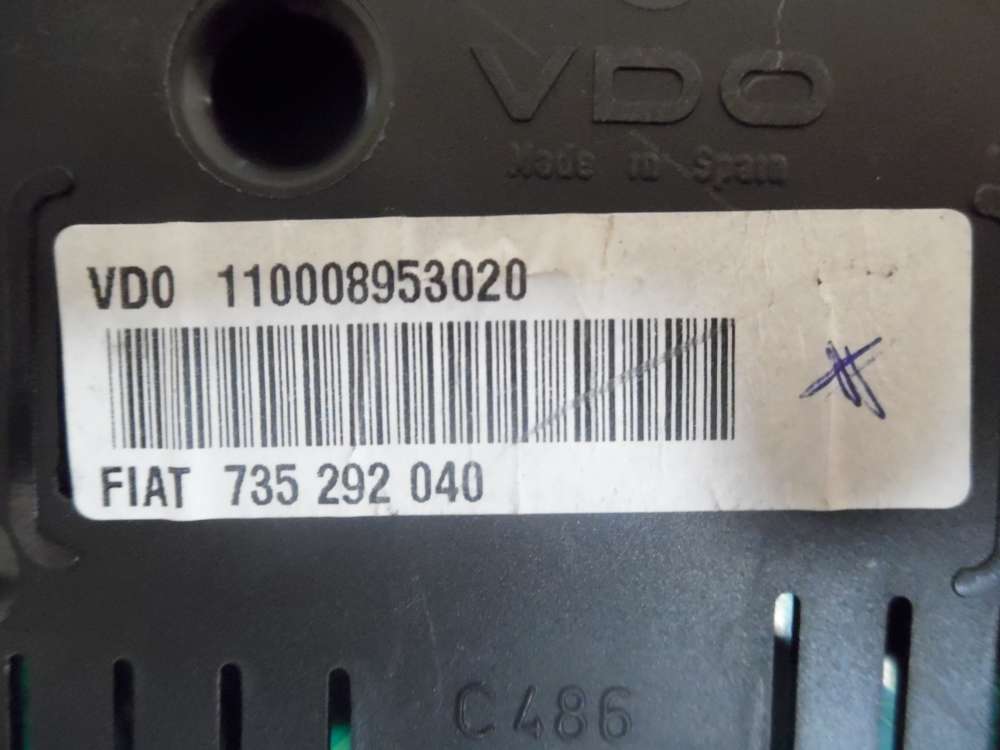 VDO
Made in Spain
VDO 110008953020
FIAT 735 292 040
C486